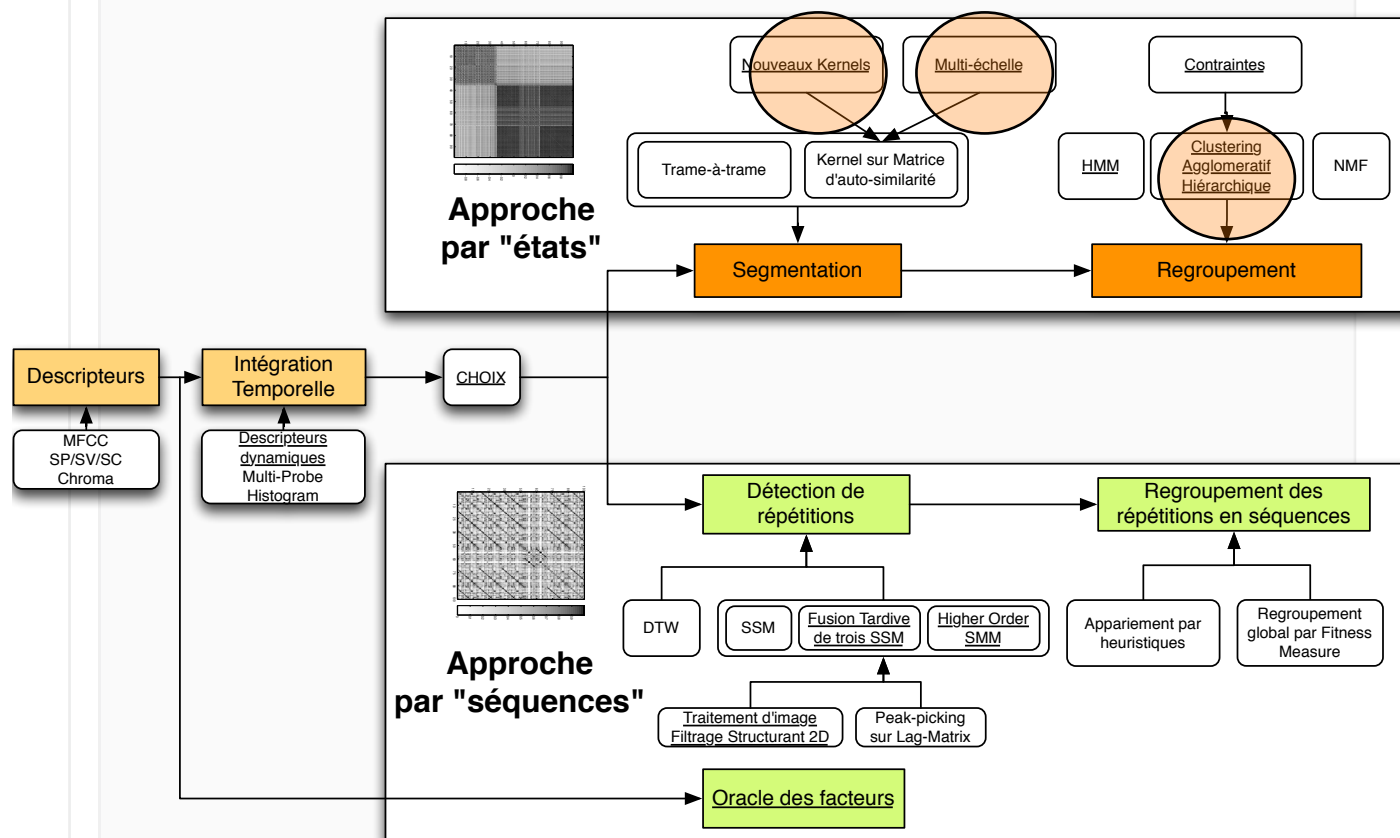 Nouveaux Kernels
Multi-échelle
Contraintes
Trame-à-trame
Kernel sur Matrice
d'auto-similarité
HMM
Clustering
Agglomeratif
Hiérarchique
NMF
Approche
par "états"
Segmentation
Regroupement
Descripteurs
Intégration
Temporelle
CHOIX
MFCC
SP/SV/SC
Chroma
Descripteurs
dynamiques
Multi-Probe
Histogram
Détection de
répétitions
Regroupement des
répétitions en séquences
DTW
SSM
Fusion Tardive
de trois SSM
Higher Order
SMM
Appariement par
heuristiques
Regroupement
global par Fitness
Measure
Approche
par "séquences"
Traitement d'image
Filtrage Structurant 2D
Peak-picking
sur Lag-Matrix
Oracle des facteurs